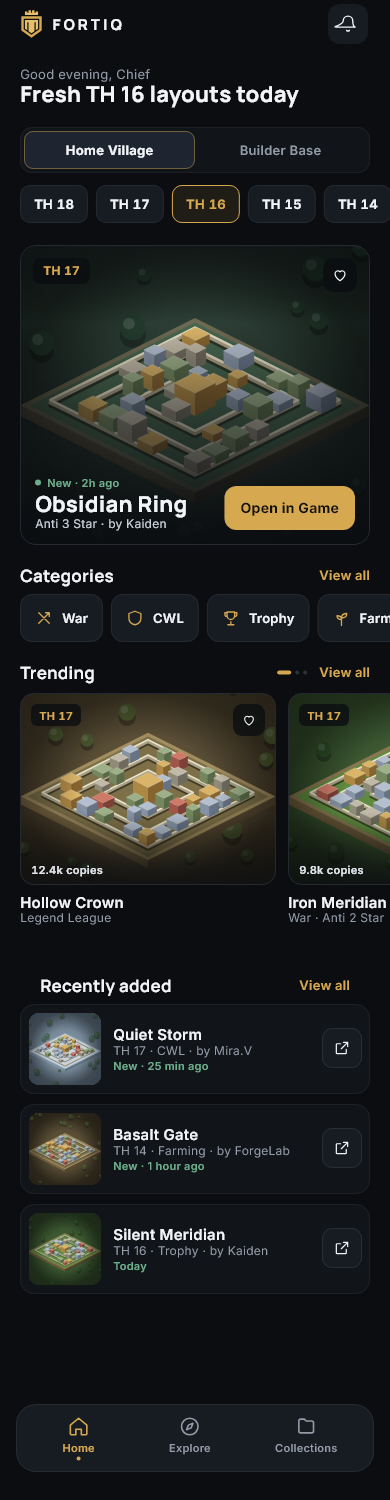 FORTIQ
Good evening, Chief
Fresh TH 16 layouts today
Home Village
Builder Base
TH 18
TH 17
TH 16
TH 15
TH 14
TH 17
New · 2h ago
Obsidian Ring
Anti 3 Star · by Kaiden
Open in Game
Categories
View all
War
CWL
Trophy
Farm
Trending
View all
TH 17
12.4k copies
Hollow Crown
Legend League
TH 17
9.8k copies
Iron Meridian
War · Anti 2 Star
Recently added
View all
Quiet Storm
TH 17 · CWL · by Mira.V
New · 25 min ago
Basalt Gate
TH 14 · Farming · by ForgeLab
New · 1 hour ago
Silent Meridian
TH 16 · Trophy · by Kaiden
Today
Home
Explore
Collections